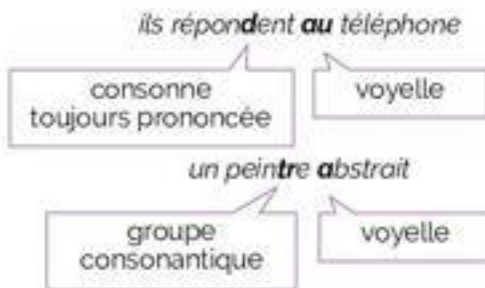 ils répondent au téléphone
consonne voyelle
toujours prononcée
un peintre abstrait
groupe voyelle
consonantique